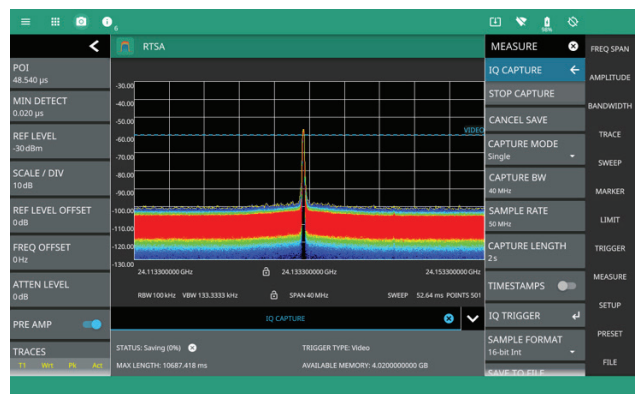 6
98%
RTSA
MEASURE
FREQ SPAN
AMPLITUDE
BANDWIDTH
TRACE
SWEEP
MARKER
LIMIT
TRIGGER
MEASURE
SETUP
PRESET
FILE
POI
48.540 µs
MIN DETECT
0.020 µs
REF LEVEL
-30 dBm
SCALE / DIV
10 dB
REF LEVEL OFFSET
0 dB
FREQ OFFSET
0 Hz
ATTEN LEVEL
0 dB
PRE AMP
TRACES
T1 Wrt Pk Act
-30.00
-40.00
-50.00
-60.00
-70.00
-80.00
-90.00
-100.00
-110.00
-120.00
-130.00
VIDEO
24.113300000 GHz 24.133300000 GHz 24.153300000 GHz
RBW 100 kHz VBW 133.3333 kHz SPAN 40 MHz SWEEP 52.64 ms POINTS 501
IQ CAPTURE
STATUS: Saving (0%) TRIGGER TYPE: Video
MAX LENGTH: 10687.418 ms AVAILABLE MEMORY: 4.0200000000 GB
IQ CAPTURE
STOP CAPTURE
CANCEL SAVE
CAPTURE MODE
Single
CAPTURE BW
40 MHz
SAMPLE RATE
50 MHz
CAPTURE LENGTH
2 s
TIMESTAMPS
IQ TRIGGER
SAMPLE FORMAT
16-bit Int
SAVE TO FILE